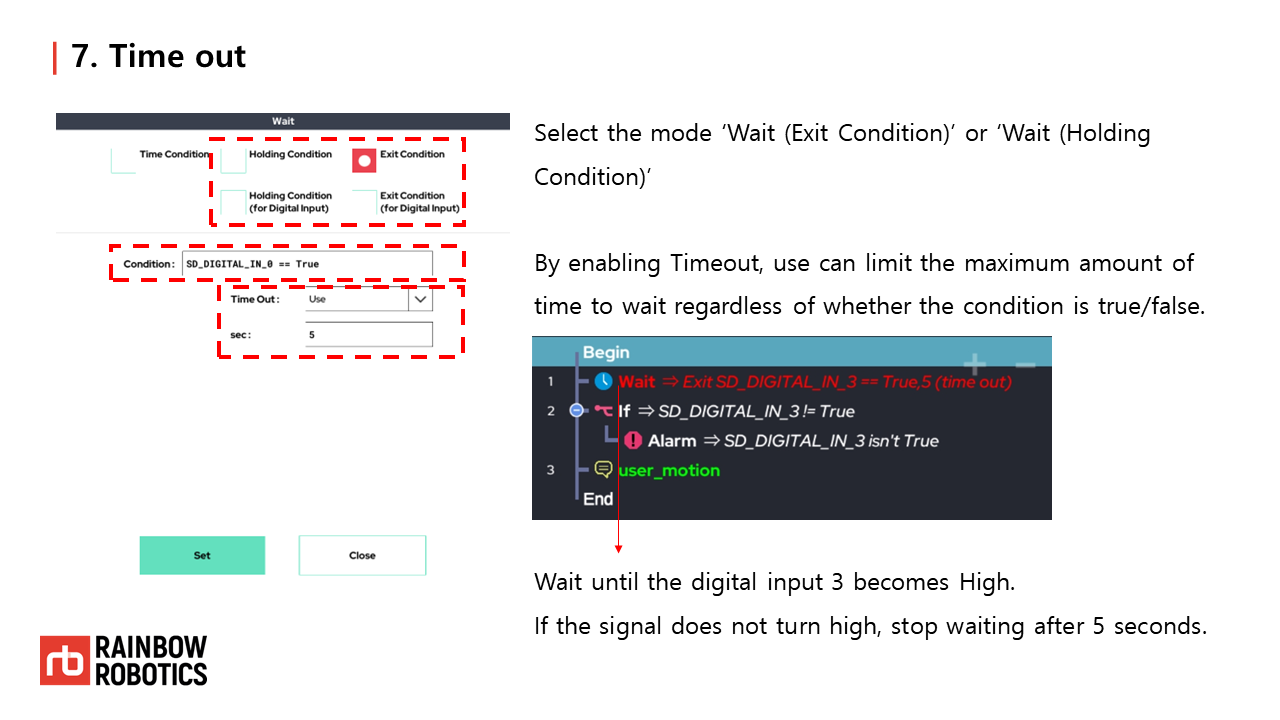 7. Time out
Wait
Time Condition
Holding Condition
Exit Condition
Holding Condition
(for Digital Input)
Exit Condition
(for Digital Input)
Condition :
SD_DIGITAL_IN_0 == True
Time Out :
Use
sec :
5
Set
Close
Select the mode ‘Wait (Exit Condition)’ or ‘Wait (Holding
Condition)’
By enabling Timeout, use can limit the maximum amount of
time to wait regardless of whether the condition is true/false.
Begin
1 Wait ⇒ Exit SD_DIGITAL_IN_3 == True,5 (time out)
2 If ⇒ SD_DIGITAL_IN_3 != True
Alarm ⇒ SD_DIGITAL_IN_3 isn't True
3 user_motion
End
Wait until the digital input 3 becomes High.
If the signal does not turn high, stop waiting after 5 seconds.
rb
RAINBOW
ROBOTICS